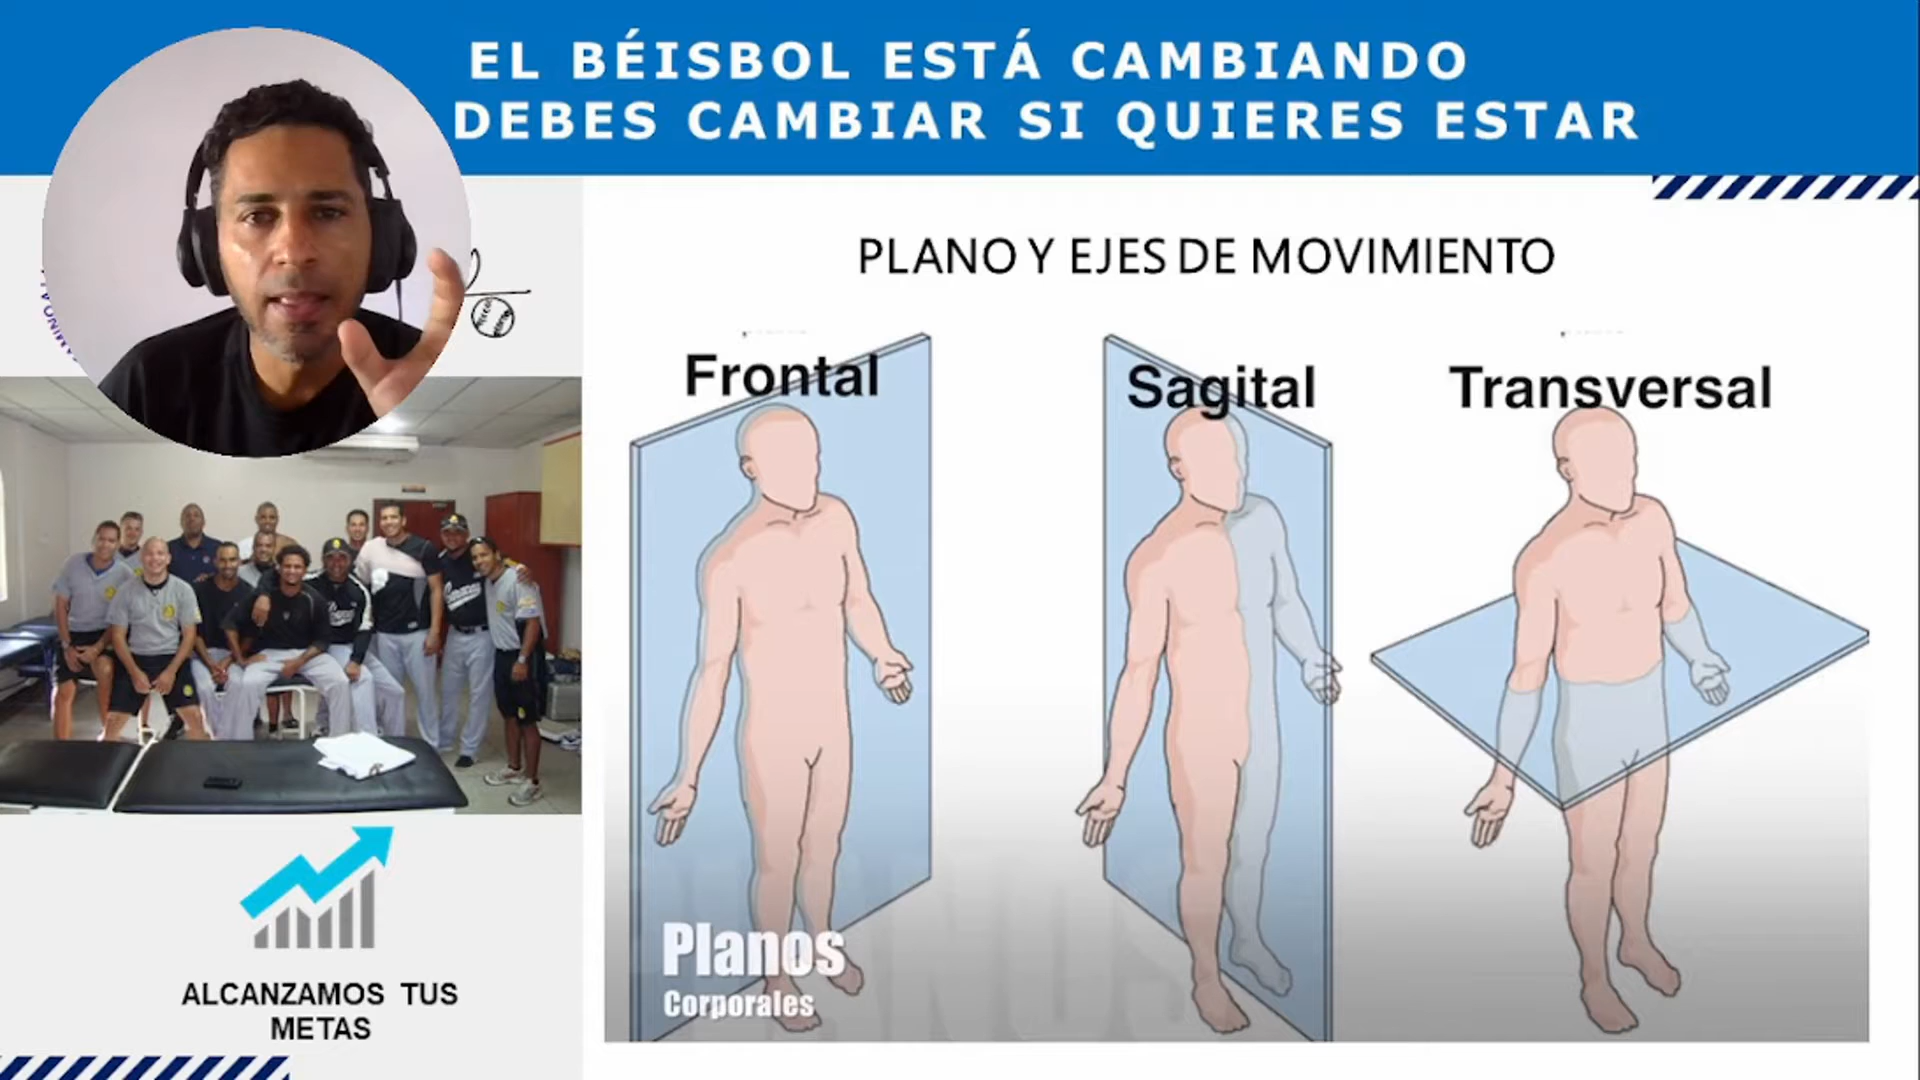 EL BÉISBOL ESTÁ CAMBIANDO
DEBES CAMBIAR SI QUIERES ESTAR
PLANO Y EJES DE MOVIMIENTO
Frontal
Sagital
Transversal
Planos
Corporales
ALCANZAMOS TUS
METAS